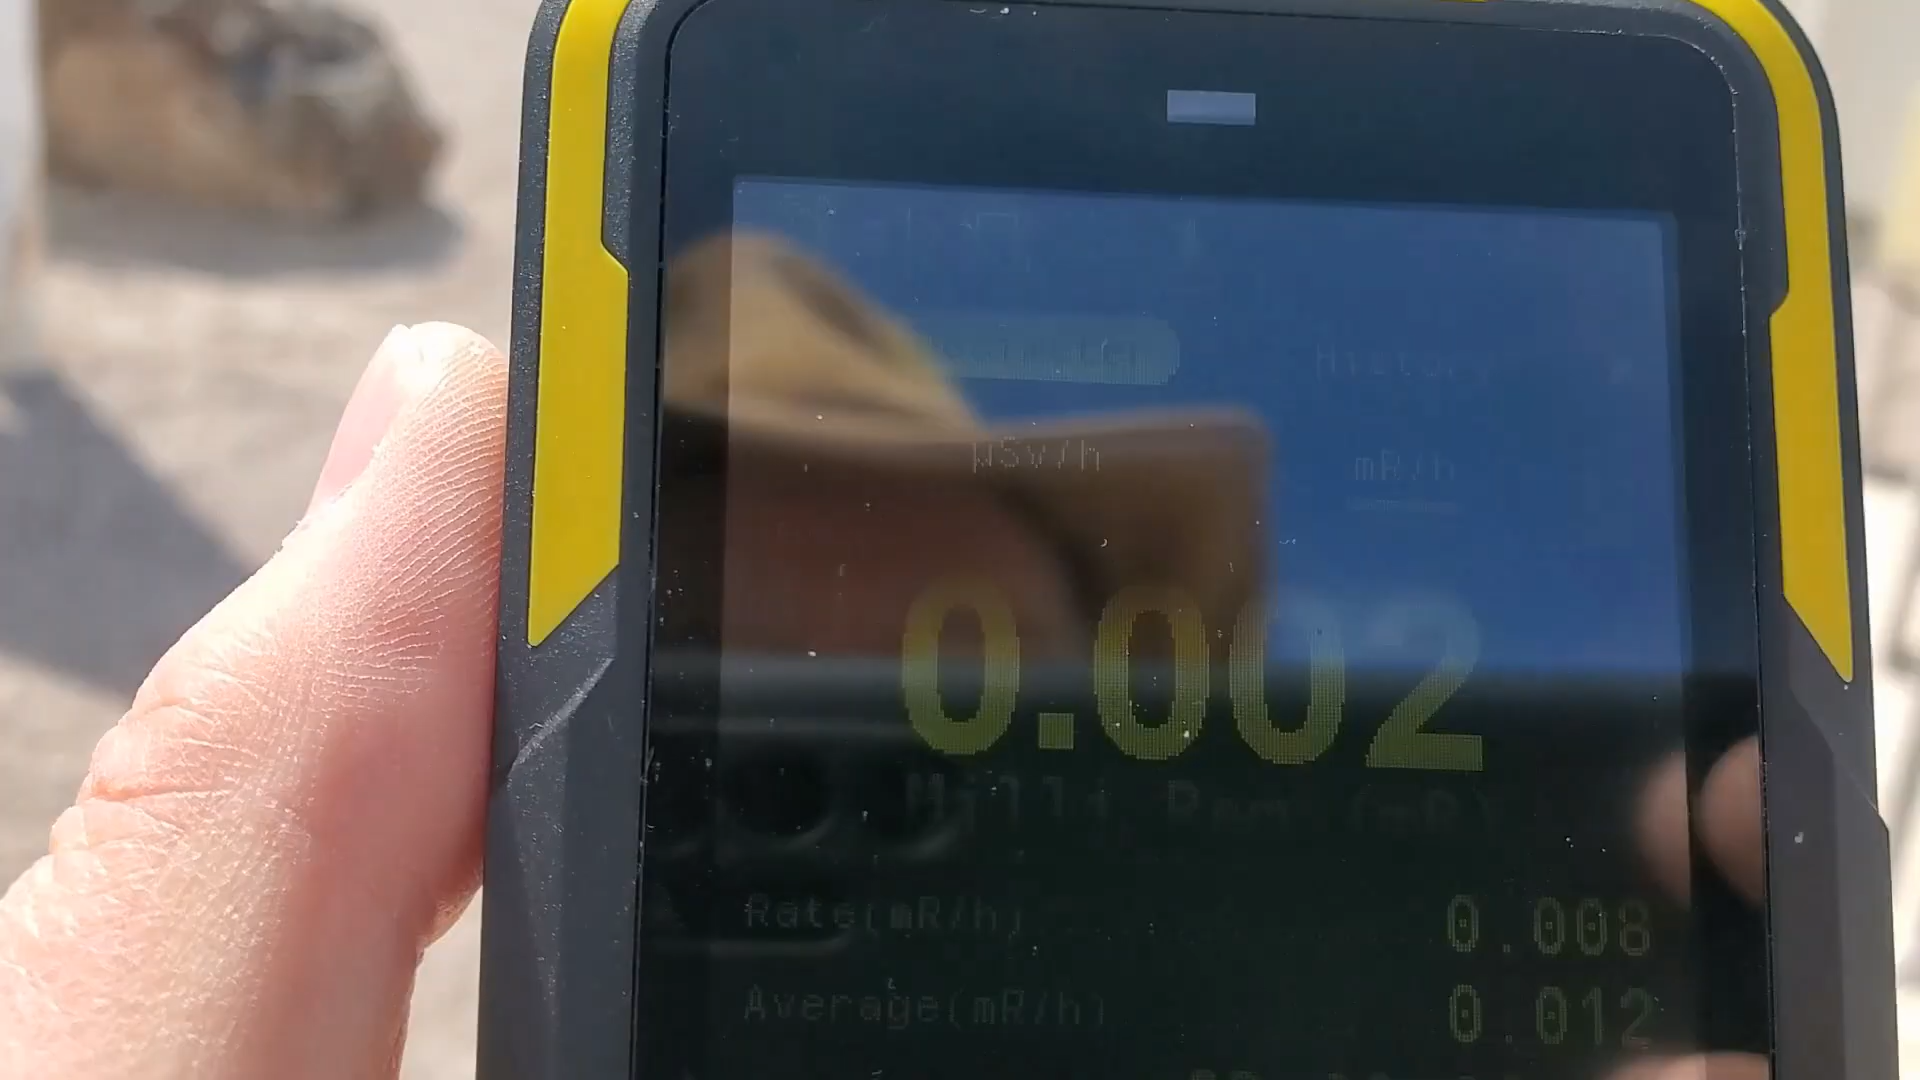 History
µSv/h mR/h
0.002
Milli Rem (mR)
Rate(mR/h) 0.008
Average(mR/h) 0.012